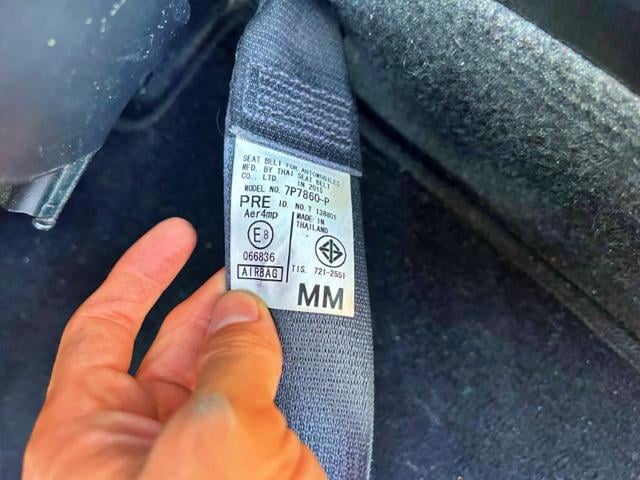 SEAT BELT FOR AUTOMOBILES
MFD. BY THAI SEAT BELT
CO., LTD. IN 2015
MODEL NO. 7P7860-P
PRE ID. NO. T 138801
Aer4mp
MADE IN
THAILAND
E8
066836
AIRBAG
TIS. 721-2551
MM